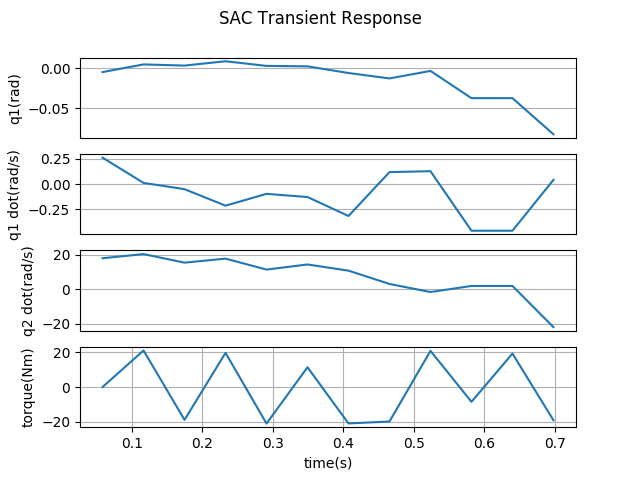 SAC Transient Response
0.00
−0.05
q1(rad)
0.25
0.00
−0.25
q1 dot(rad/s)
20
0
−20
q2 dot(rad/s)
20
0
−20
torque(Nm)
0.1 0.2 0.3 0.4 0.5 0.6 0.7
time(s)